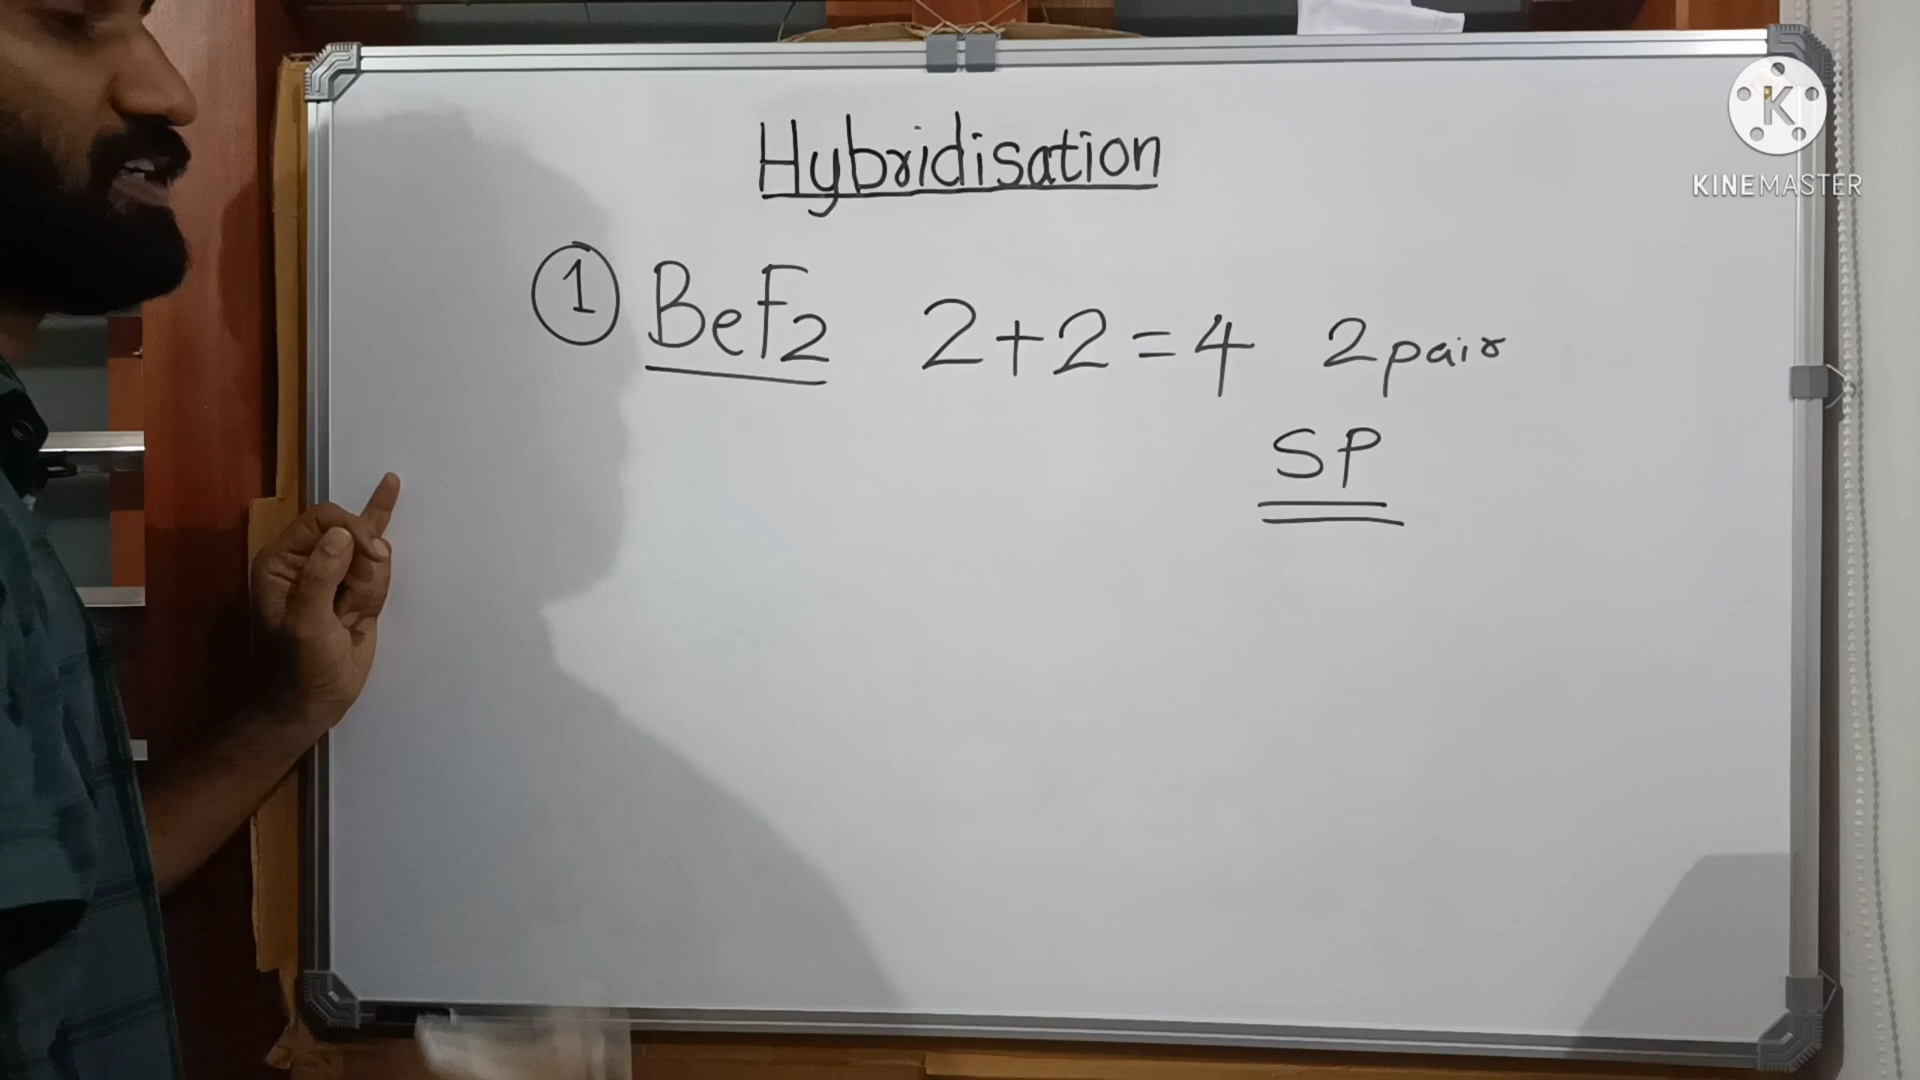 Hybridisation
① BeF2 2+2=4 2pair
SP
K
KINEMASTER